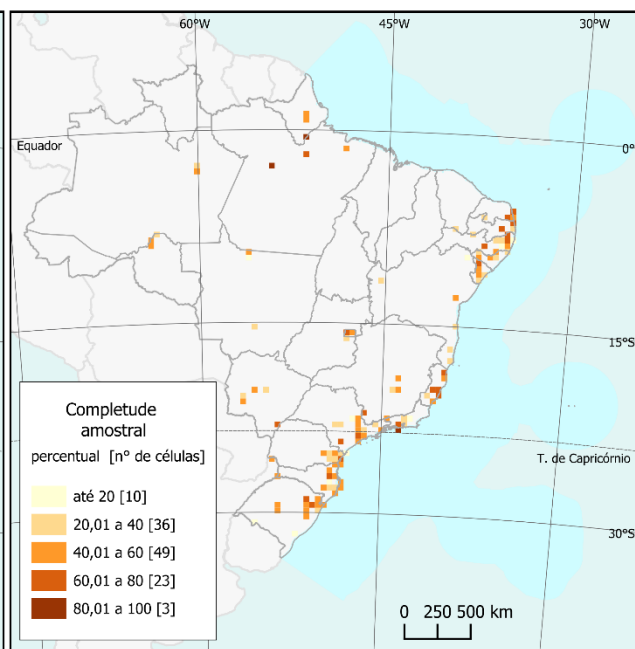 60°W
45°W
30°W
Equador
0°
15°W
T. de Capricórnio
30°W
Completude
amostral
percentual [n° de células]
até 20 [10]
20,01 a 40 [36]
40,01 a 60 [49]
60,01 a 80 [23]
80,01 a 100 [3]
0 250 500 km